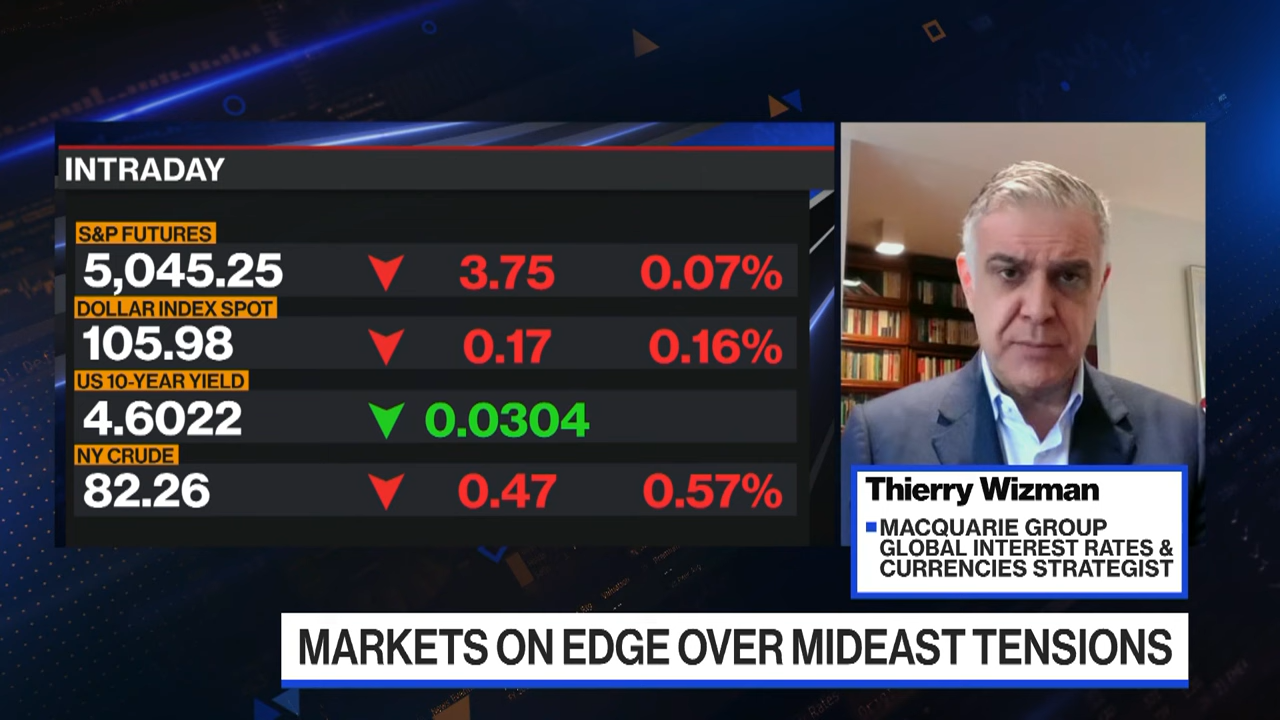 INTRADAY
S&P FUTURES
5,045.25 3.75 0.07%
DOLLAR INDEX SPOT
105.98 0.17 0.16%
US 10-YEAR YIELD
4.6022 0.0304
NY CRUDE
82.26 0.47 0.57%
Thierry Wizman
MACQUARIE GROUP
GLOBAL INTEREST RATES &
CURRENCIES STRATEGIST
MARKETS ON EDGE OVER MIDEAST TENSIONS